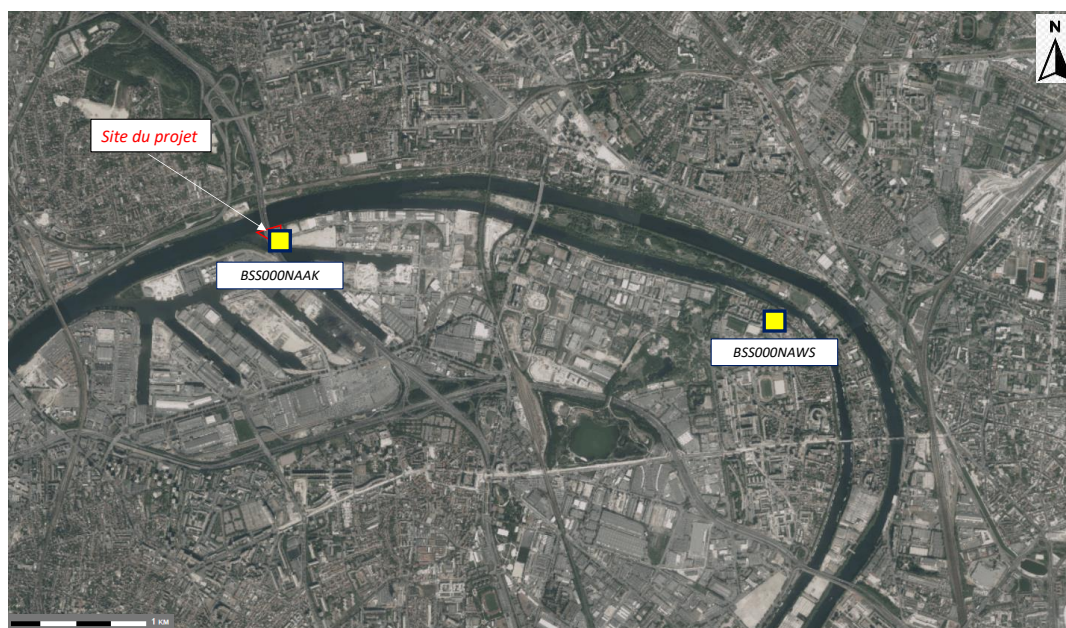 N
Site du projet
BSS000NAAK
BSS000NAWS
1 KM